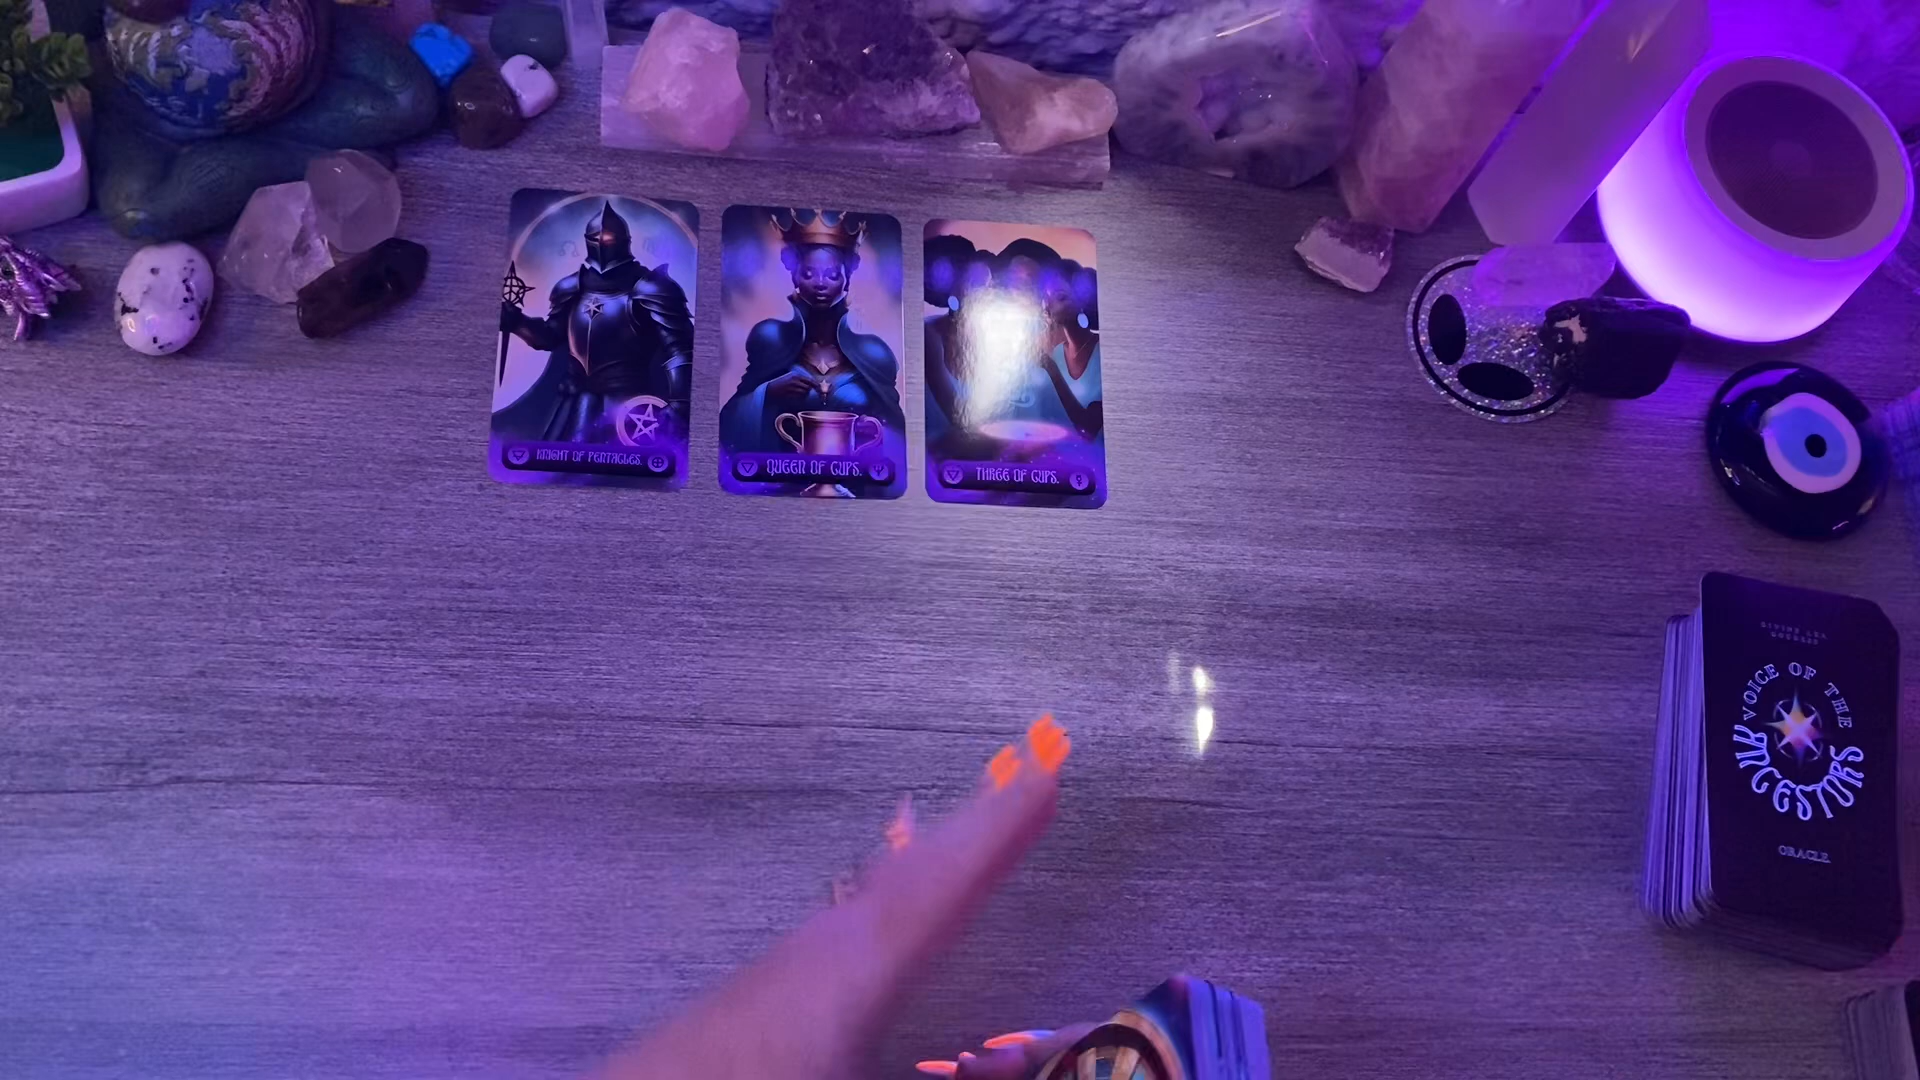 KNIGHT OF PENTACLES.
QUEEN OF CUPS.
THREE OF CUPS.
VOICE OF THE
ANCESTORS
ORACLE